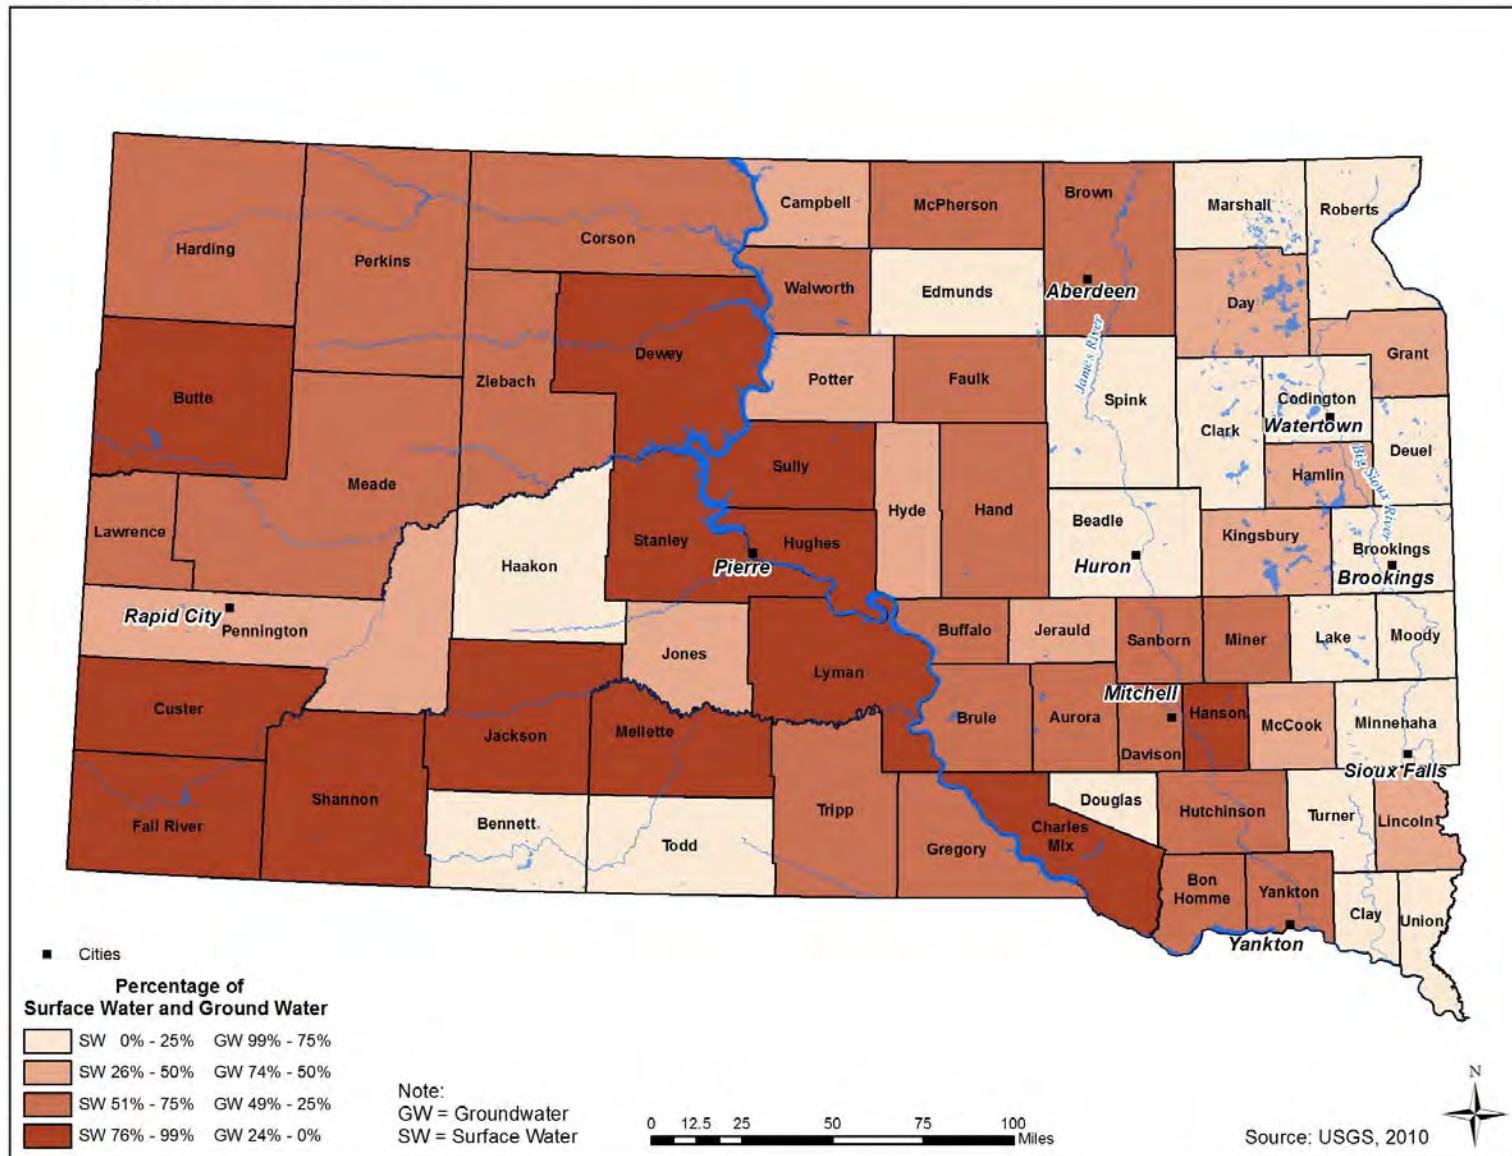 Campbell
McPherson
Brown
Marshall
Roberts
Harding
Perkins
Corson
Walworth
Edmunds
Aberdeen
Day
James River
Dewey
Ziebach
Potter
Faulk
Spink
Grant
Butte
Codington
Watertown
Clark
Deuel
Big Sioux River
Meade
Sully
Hamlin
Lawrence
Hyde
Hand
Beadle
Kingsbury
Brookings
Brookings
Haakon
Stanley
Hughes
Pierre
Huron
Rapid City
Pennington
Jones
Buffalo
Jerauld
Sanborn
Miner
Lake
Moody
Custer
Lyman
Mitchell
Jackson
Mellette
Brule
Aurora
Davison
Hanson
McCook
Minnehaha
Sioux Falls
Fall River
Shannon
Bennett
Todd
Tripp
Gregory
Charles
Mix
Douglas
Hutchinson
Turner
Lincoln
Bon
Homme
Yankton
Yankton
Clay
Union
Cities
Percentage of
Surface Water and Ground Water
SW 0% - 25% GW 99% - 75%
SW 26% - 50% GW 74% - 50%
SW 51% - 75% GW 49% - 25%
SW 76% - 99% GW 24% - 0%
Note:
GW = Groundwater
SW = Surface Water
0 12.5 25 50 75 100
Miles
N
Source: USGS, 2010